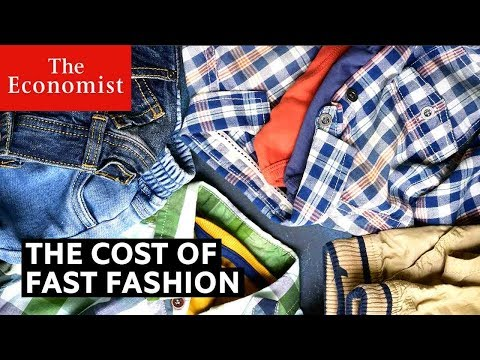 The
Economist
THE COST OF
FAST FASHION